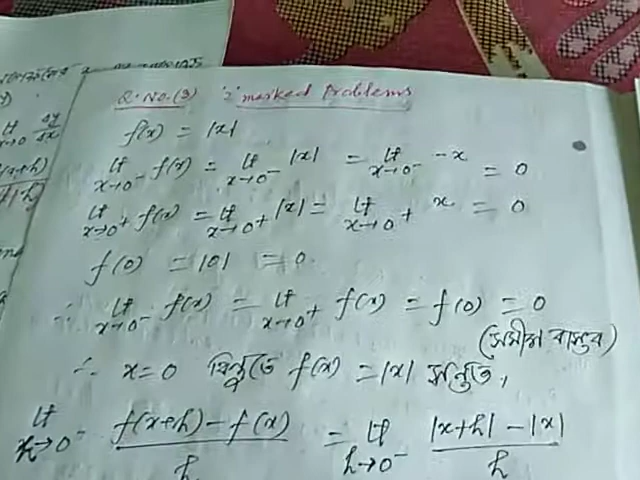 Q. No. (3) '2' marked Problems
f(x) = |x|
lt x→0⁻ f(x) = lt x→0⁻ |x| = lt x→0⁻ -x = 0
lt x→0⁺ f(x) = lt x→0⁺ |x| = lt x→0⁺ x = 0
f(0) = |0| = 0.
∴ lt x→0⁻ f(x) = lt x→0⁺ f(x) = f(0) = 0
(সসীম বাস্তব)
∴ x=0 বিন্দুতে f(x) = |x| সন্তত,
lt h→0⁻ f(x+h) - f(x) / h = lt h→0⁻ |x+h| - |x| / h